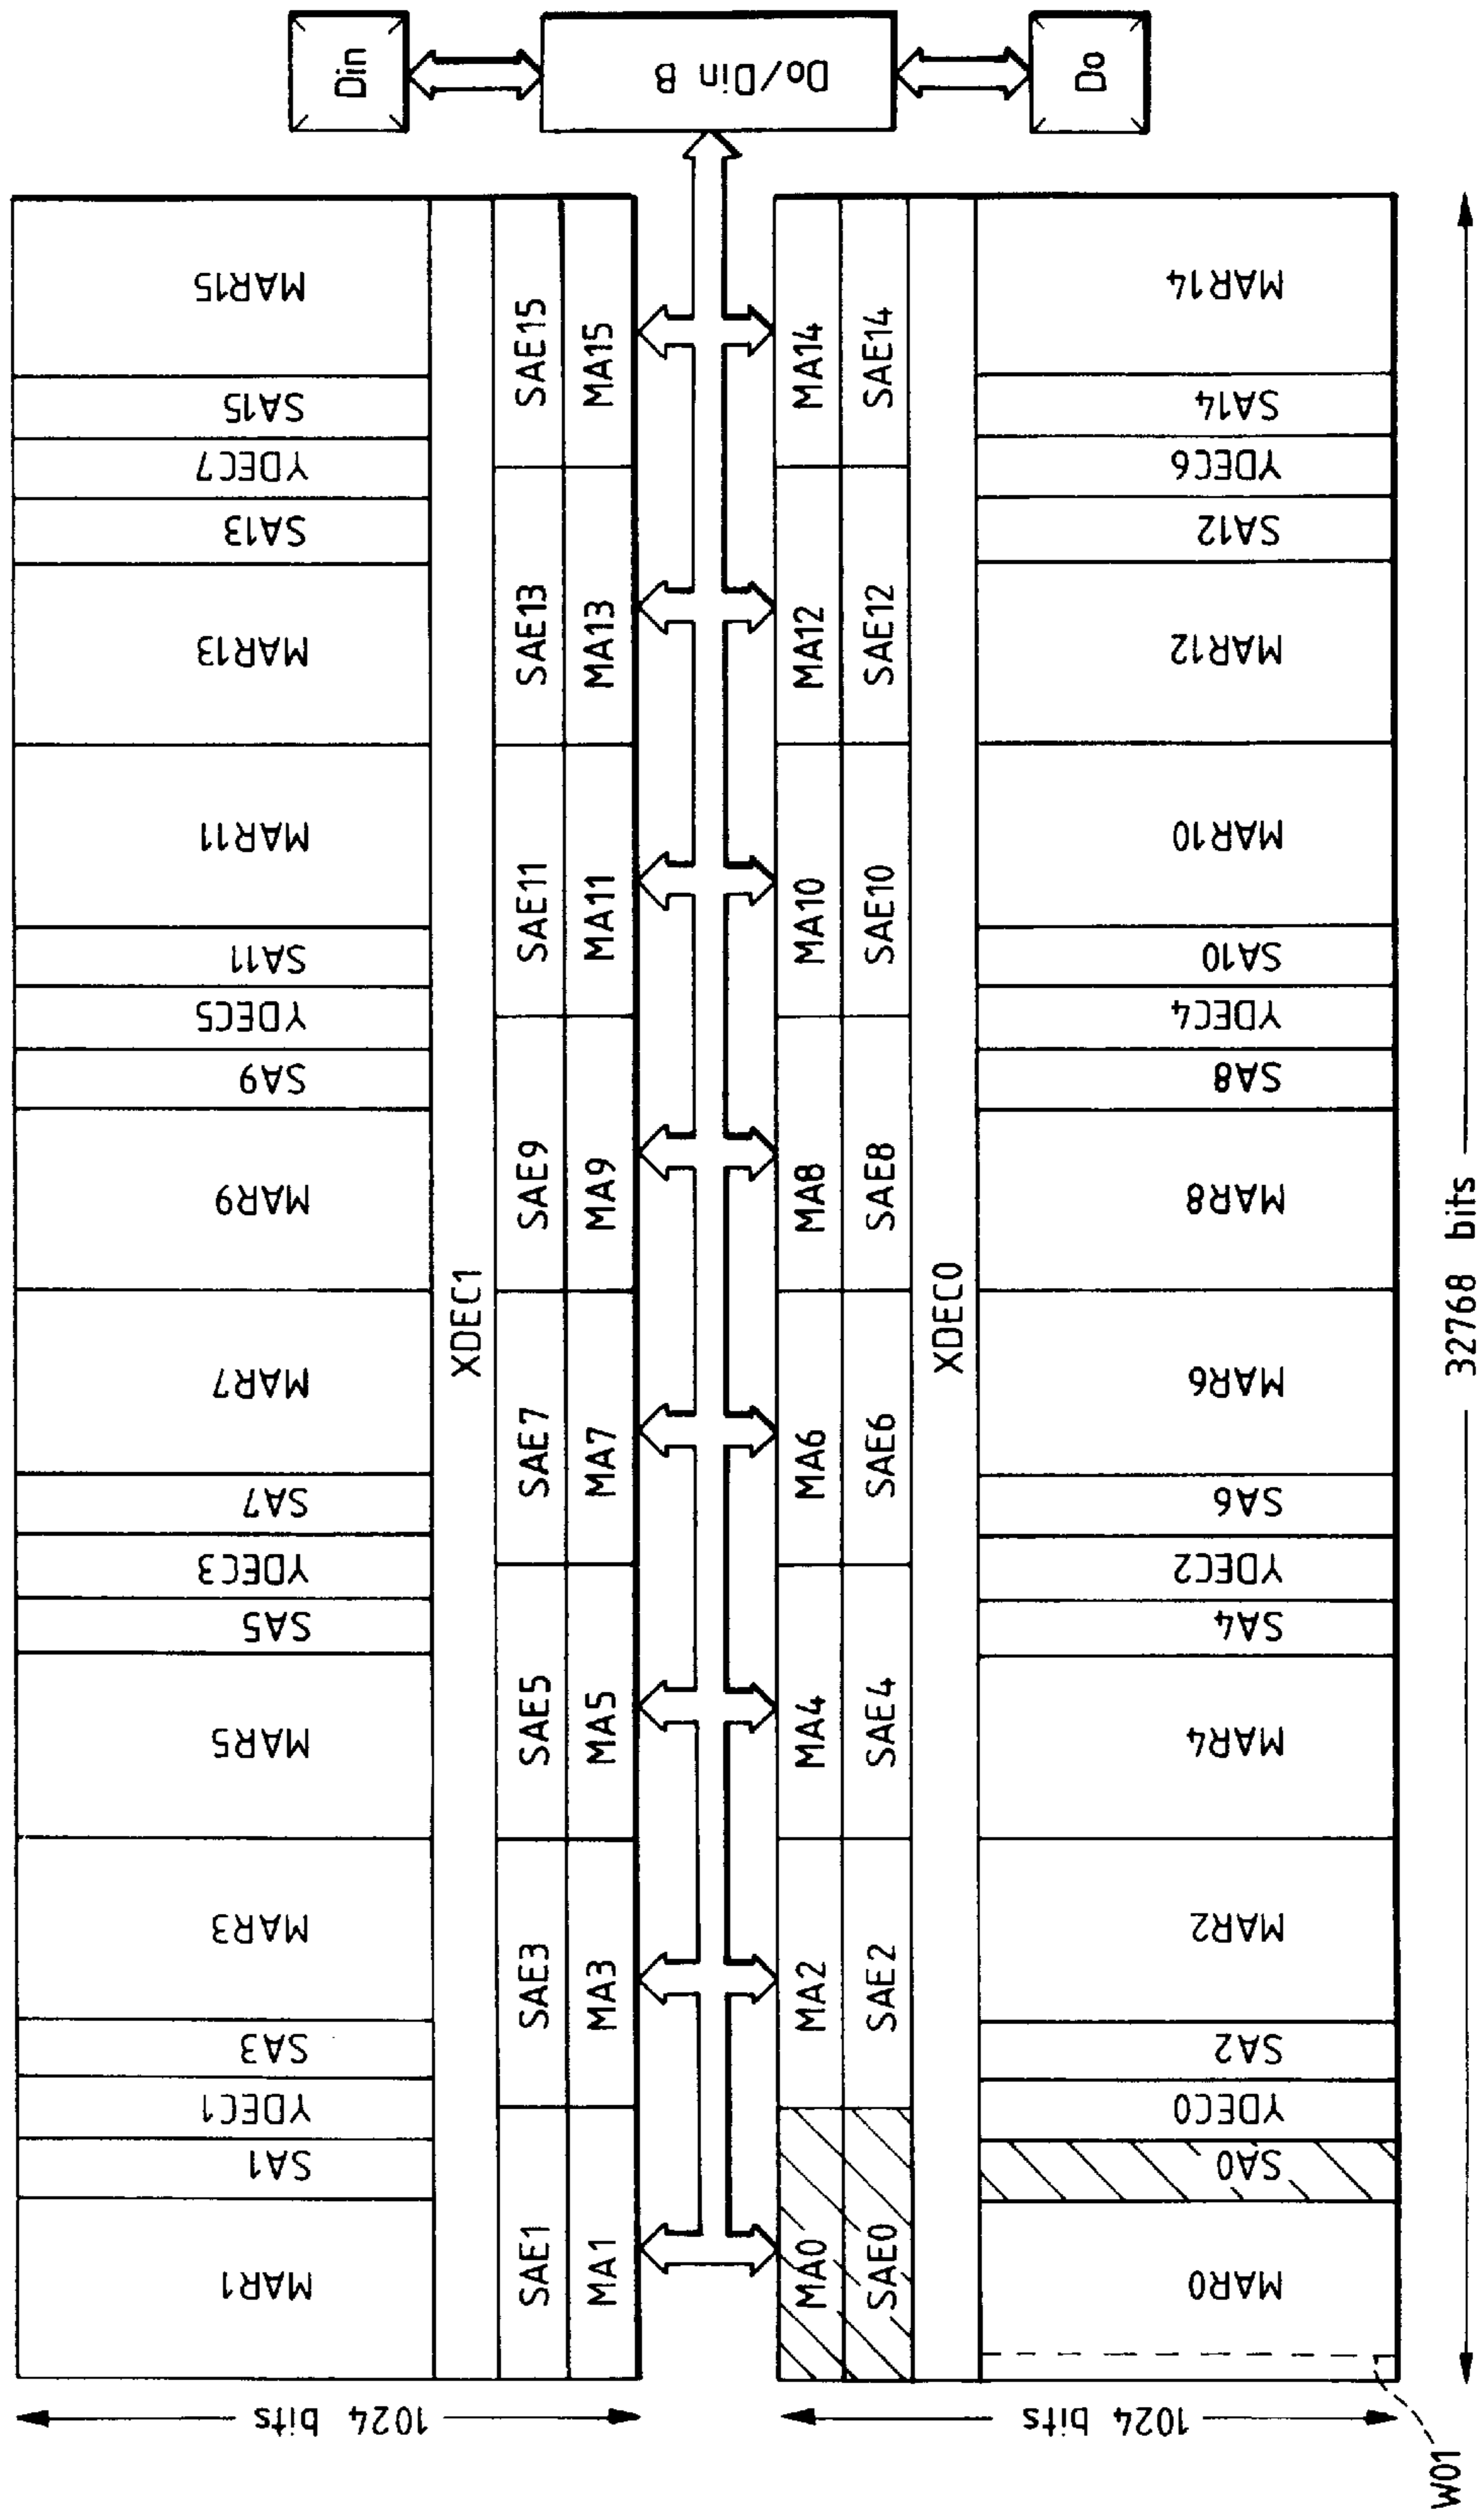 Din
Do/Din B
Do
MAR15
SA15
YDEC7
SA13
MAR13
MAR11
SA11
YDEC5
SA9
MAR9
MAR7
SA7
YDEC3
SA5
MAR5
MAR3
SA3
YDEC1
SA1
MAR1
XDEC1
SAE15
SAE13
SAE11
SAE9
SAE7
SAE5
SAE3
SAE1
MA15
MA13
MA11
MA9
MA7
MA5
MA3
MA1
MA14
MA12
MA10
MA8
MA6
MA4
MA2
MA0
SAE14
SAE12
SAE10
SAE8
SAE6
SAE4
SAE2
SAE0
XDEC0
MAR14
SA14
YDEC6
SA12
MAR12
MAR10
SA10
YDEC4
SA8
MAR8
MAR6
SA6
YDEC2
SA4
MAR4
MAR2
SA2
YDEC0
SA0
MAR0
32768 bits
1024 bits
1024 bits
W01